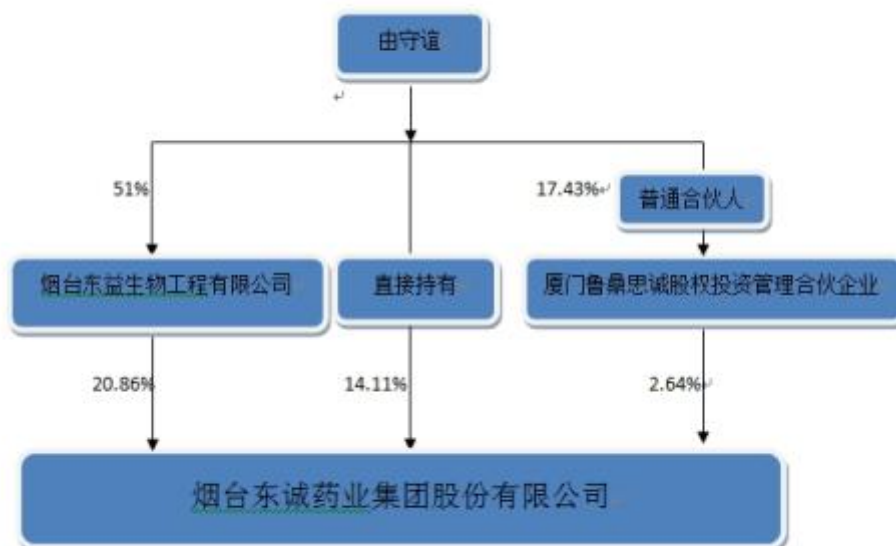 由守谊
51%
17.43%
普通合伙人
烟台东益生物工程有限公司
直接持有
厦门鲁鼎思诚股权投资管理合伙企业
20.86%
14.11%
2.64%
烟台东诚药业集团股份有限公司